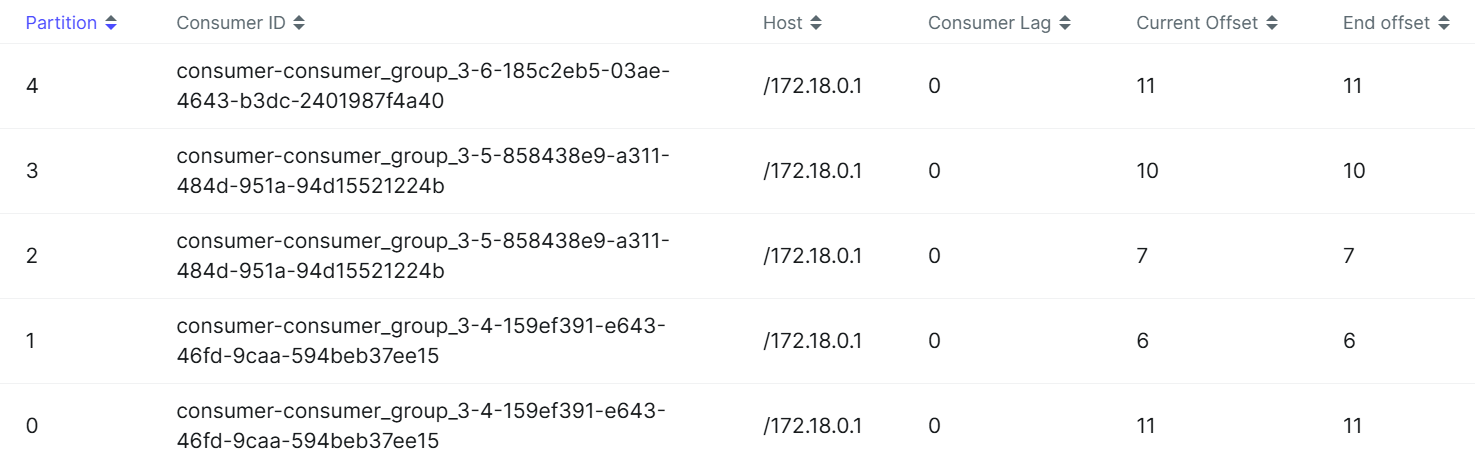 Partition Consumer ID Host Consumer Lag Current Offset End offset
4 consumer-consumer_group_3-6-185c2eb5-03ae- /172.18.0.1 0 11 11
4643-b3dc-2401987f4a40
3 consumer-consumer_group_3-5-858438e9-a311- /172.18.0.1 0 10 10
484d-951a-94d15521224b
2 consumer-consumer_group_3-5-858438e9-a311- /172.18.0.1 0 7 7
484d-951a-94d15521224b
1 consumer-consumer_group_3-4-159ef391-e643- /172.18.0.1 0 6 6
46fd-9caa-594beb37ee15
0 consumer-consumer_group_3-4-159ef391-e643- /172.18.0.1 0 11 11
46fd-9caa-594beb37ee15